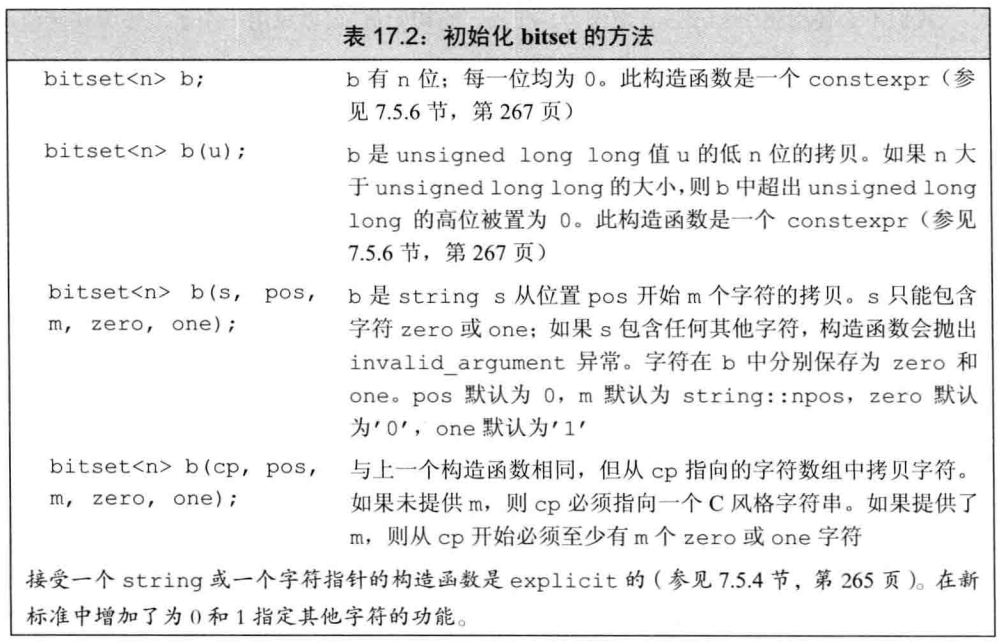 表 17.2：初始化 bitset 的方法
bitset<n> b;
b 有 n 位；每一位均为 0。此构造函数是一个 constexpr（参
见 7.5.6 节，第 267 页）
bitset<n> b(u);
b 是 unsigned long long 值 u 的低 n 位的拷贝。如果 n 大
于 unsigned long long 的大小，则 b 中超出 unsigned long
long 的高位被置为 0。此构造函数是一个 constexpr（参见
7.5.6 节，第 267 页）
bitset<n> b(s, pos,
m, zero, one);
b 是 string s 从位置 pos 开始 m 个字符的拷贝。s 只能包含
字符 zero 或 one；如果 s 包含任何其他字符，构造函数会抛出
invalid_argument 异常。字符在 b 中分别保存为 zero 和
one。pos 默认为 0，m 默认为 string::npos，zero 默认
为'0'，one 默认为'1'
bitset<n> b(cp, pos,
m, zero, one);
与上一个构造函数相同，但从 cp 指向的字符数组中拷贝字符。
如果未提供 m，则 cp 必须指向一个 C 风格字符串。如果提供了
m，则从 cp 开始必须至少有 m 个 zero 或 one 字符
接受一个 string 或一个字符指针的构造函数是 explicit 的（参见 7.5.4 节，第 265 页）。在新
标准中增加了为 0 和 1 指定其他字符的功能。